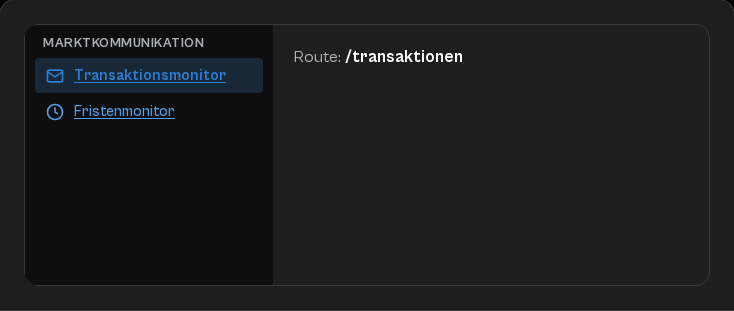 MARKTKOMMUNIKATION
Transaktionsmonitor
Fristenmonitor
Route: /transaktionen